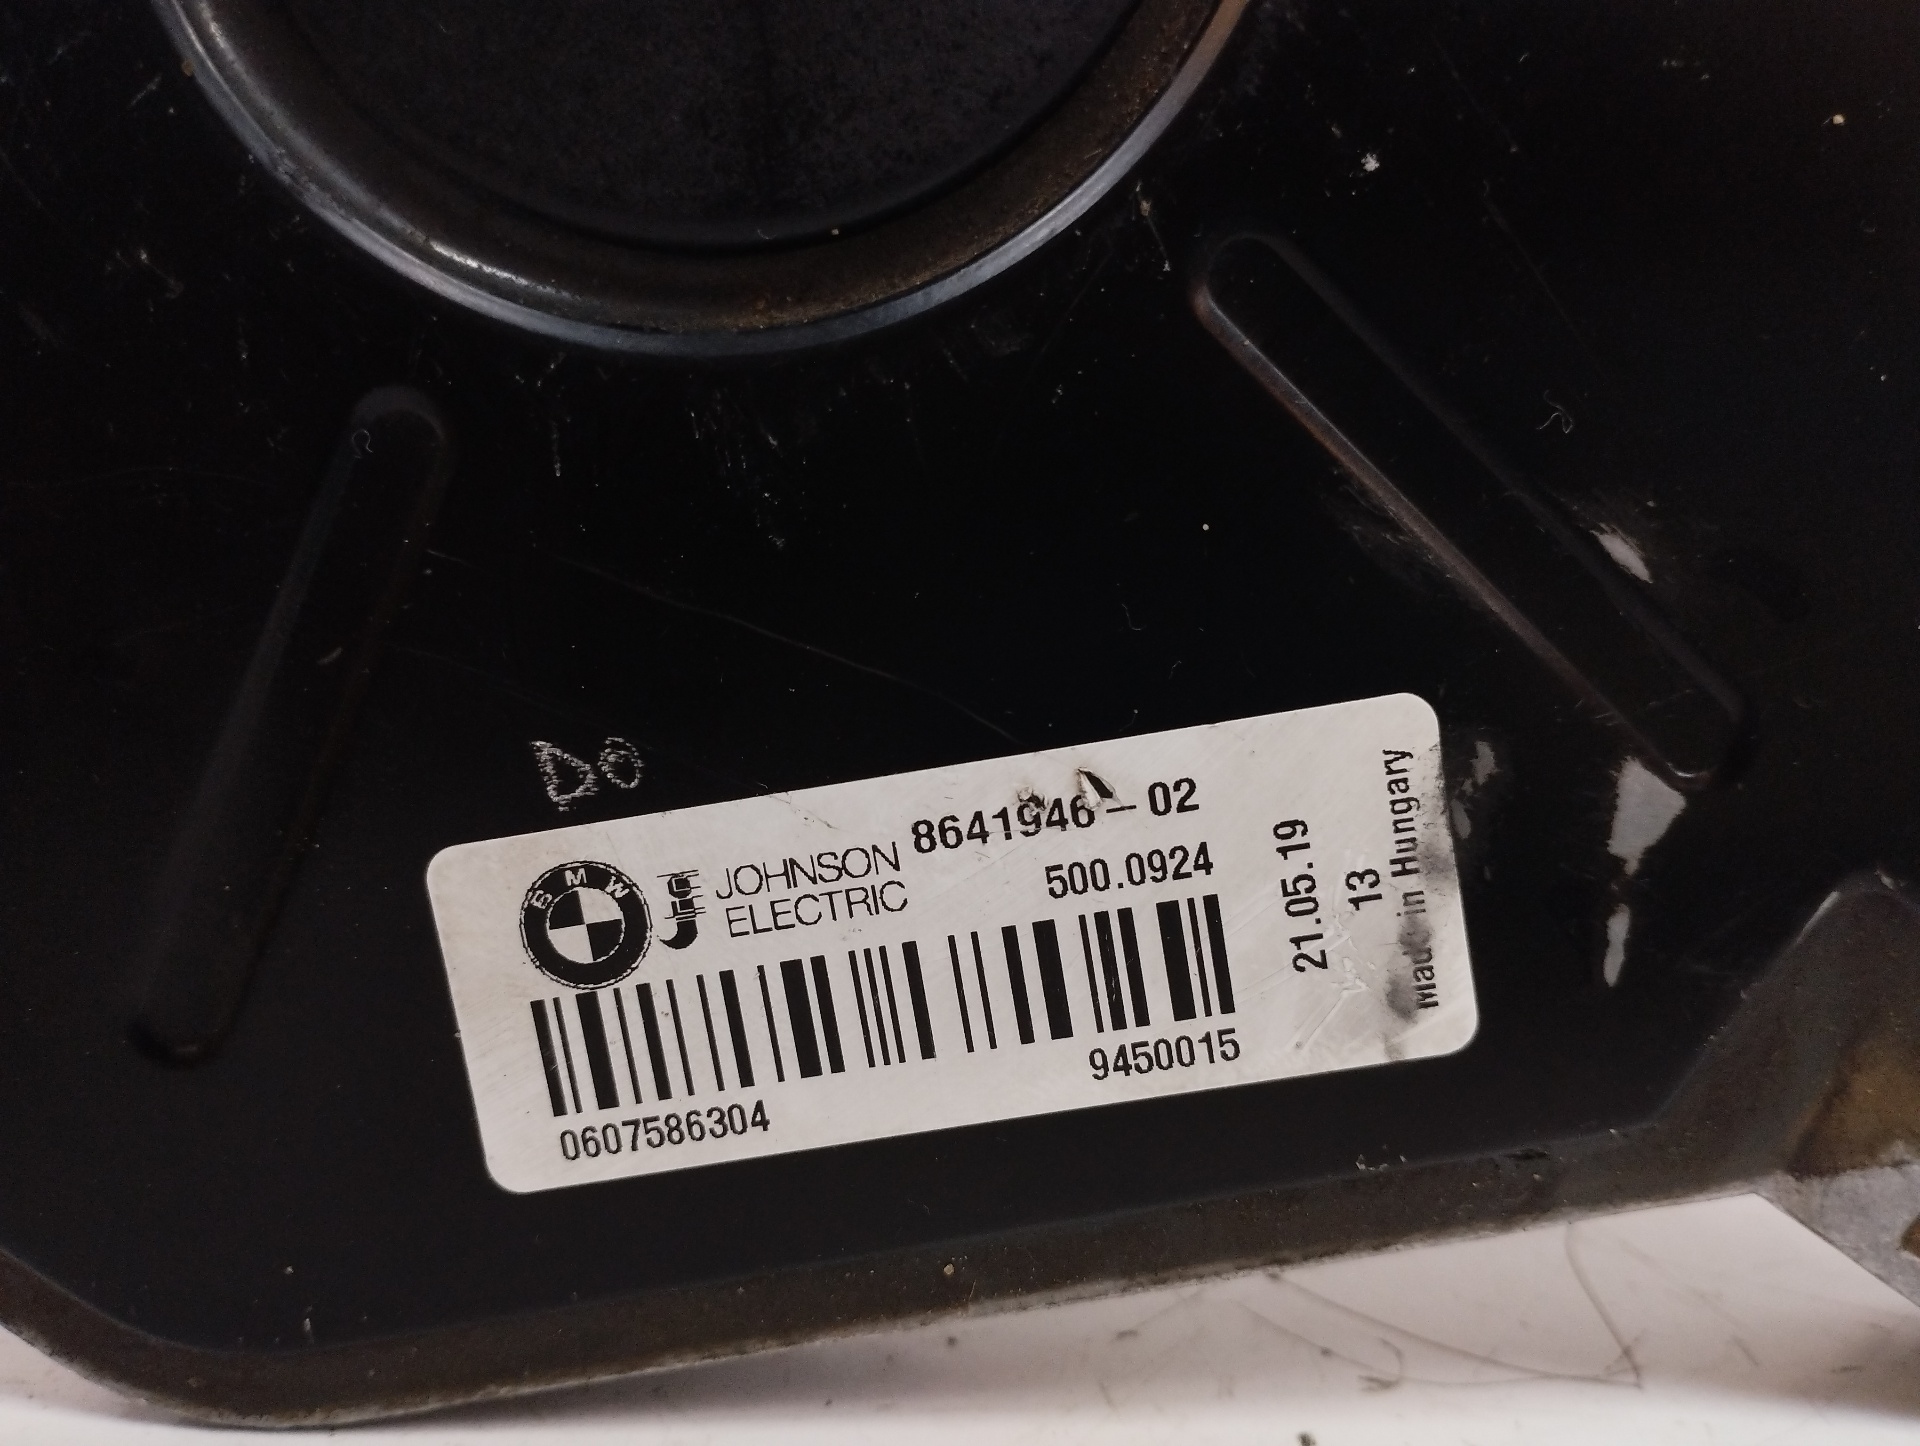 D0
BMW
JOHNSON
ELECTRIC
8641946-02
500.0924
0607586304
9450015
21.05.19
13
Made in Hungary